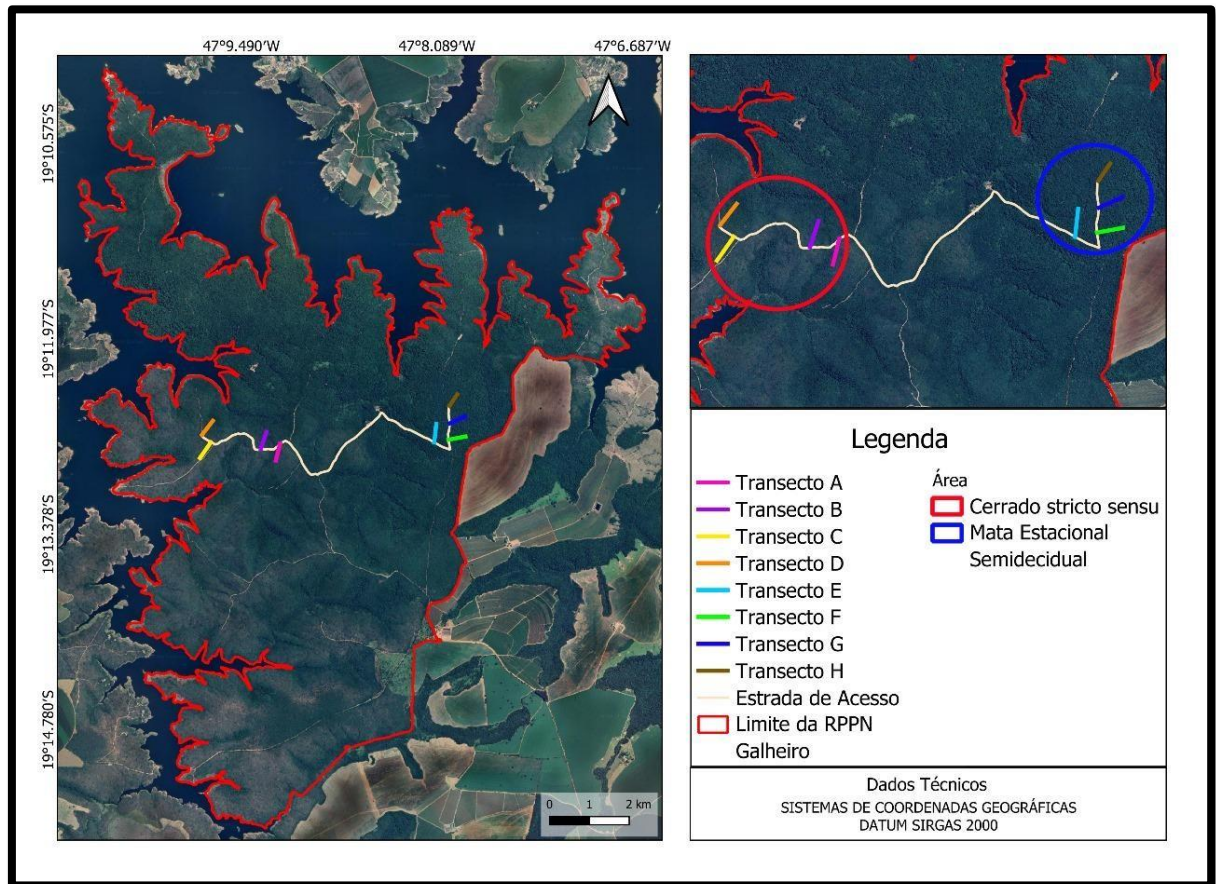 47°9.490'W 47°8.089'W 47°6.687'W
19°10.575'S
19°11.977'S
19°13.378'S
19°14.780'S
0 1 2 km
Legenda
Transecto A
Transecto B
Transecto C
Transecto D
Transecto E
Transecto F
Transecto G
Transecto H
Estrada de Acesso
Limite da RPPN
Galheiro
Área
Cerrado stricto sensu
Mata Estacional
Semidecidual
Dados Técnicos
SISTEMAS DE COORDENADAS GEOGRÁFICAS
DATUM SIRGAS 2000